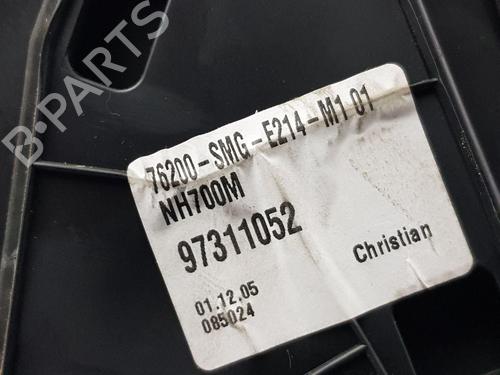 B-PARTS
76200-SMG-E214-M1 01
NH700M
97311052
Christian
01.12.05
085024